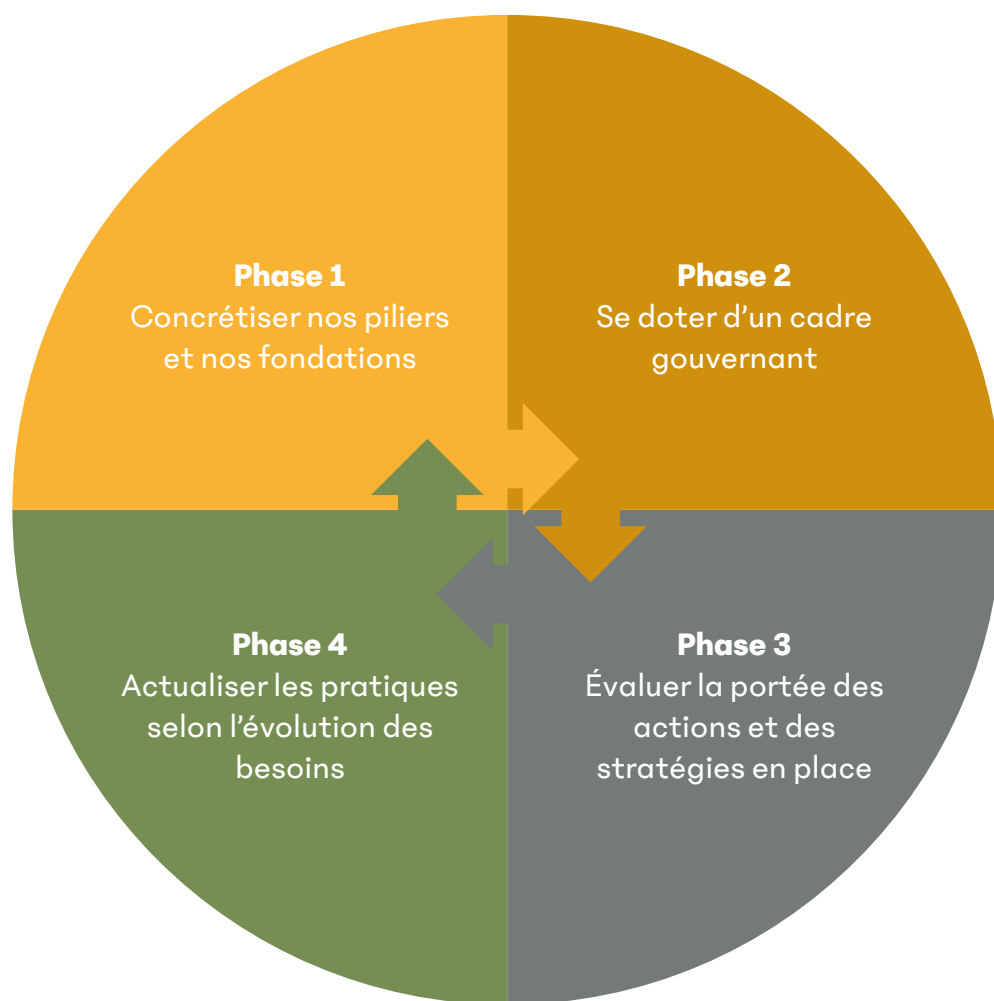 Phase 1
Concrétiser nos piliers
et nos fondations
Phase 2
Se doter d’un cadre
gouvernant
Phase 3
Évaluer la portée des
actions et des
stratégies en place
Phase 4
Actualiser les pratiques
selon l’évolution des
besoins